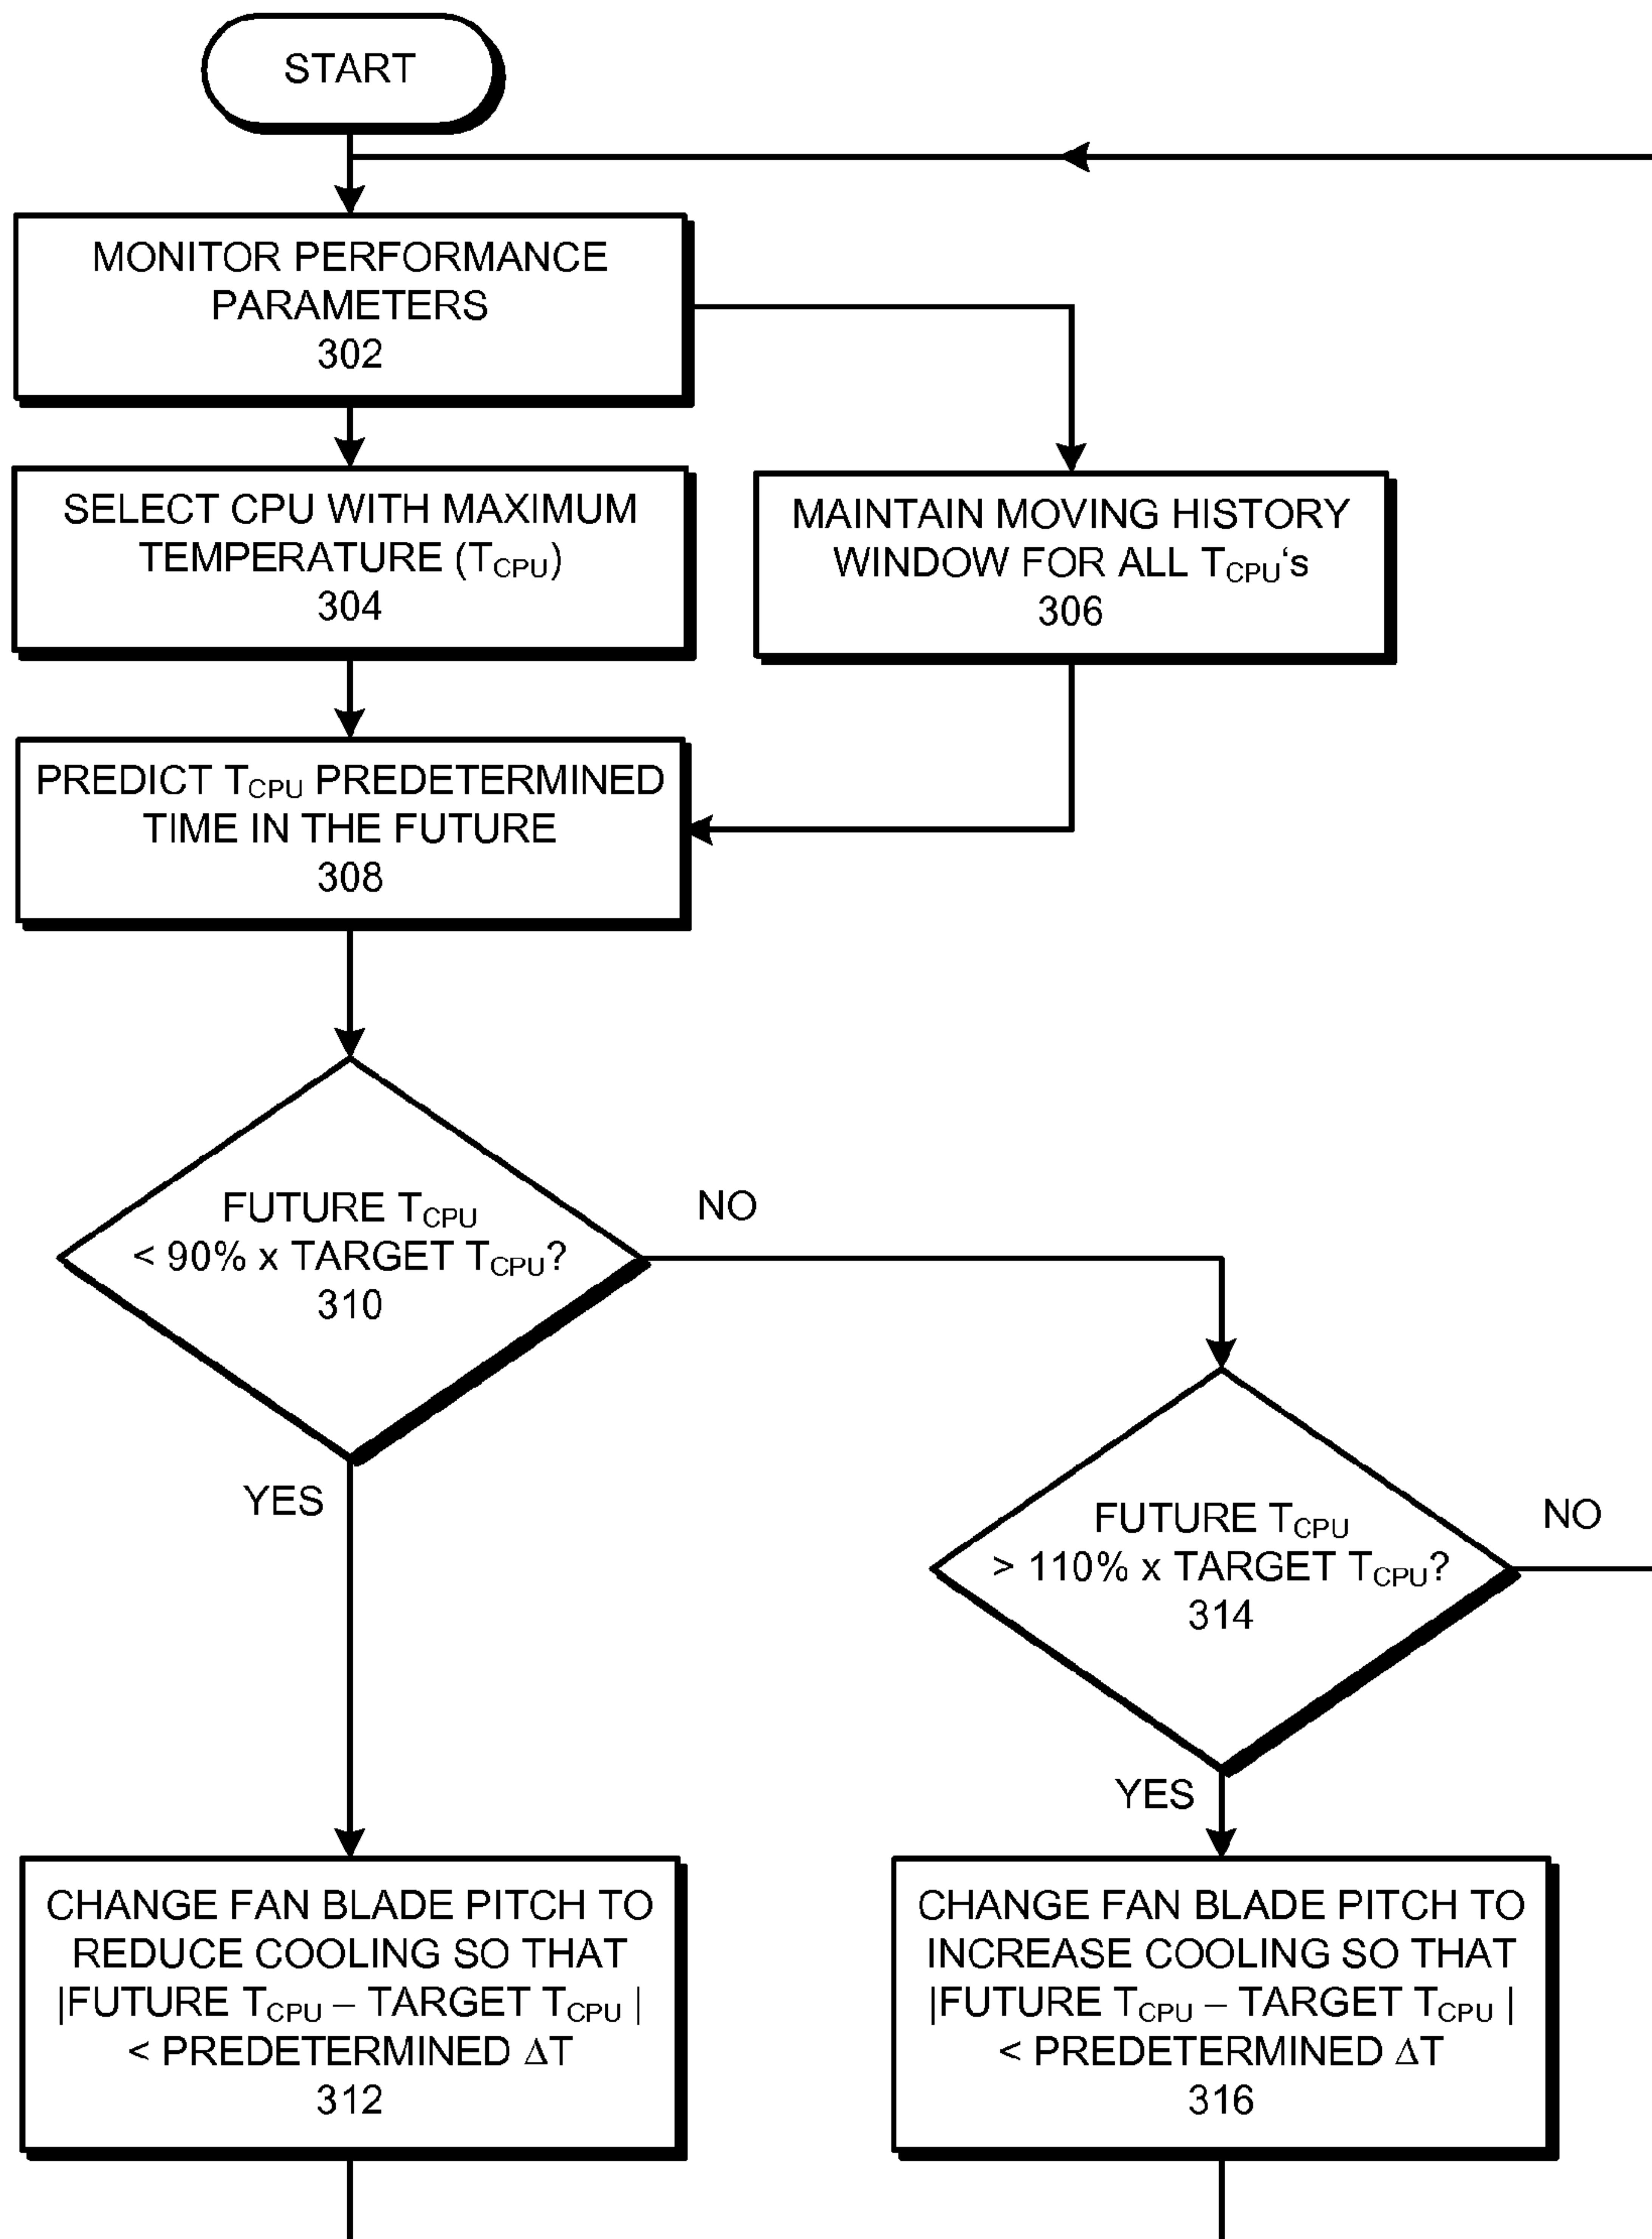 START
MONITOR PERFORMANCE
PARAMETERS
302
SELECT CPU WITH MAXIMUM
TEMPERATURE (TCPU)
304
MAINTAIN MOVING HISTORY
WINDOW FOR ALL TCPU‘s
306
PREDICT TCPU PREDETERMINED
TIME IN THE FUTURE
308
FUTURE TCPU
< 90% x TARGET TCPU?
310
NO
YES
FUTURE TCPU
> 110% x TARGET TCPU?
314
NO
YES
CHANGE FAN BLADE PITCH TO
REDUCE COOLING SO THAT
|FUTURE TCPU – TARGET TCPU |
< PREDETERMINED ΔT
312
CHANGE FAN BLADE PITCH TO
INCREASE COOLING SO THAT
|FUTURE TCPU – TARGET TCPU |
< PREDETERMINED ΔT
316